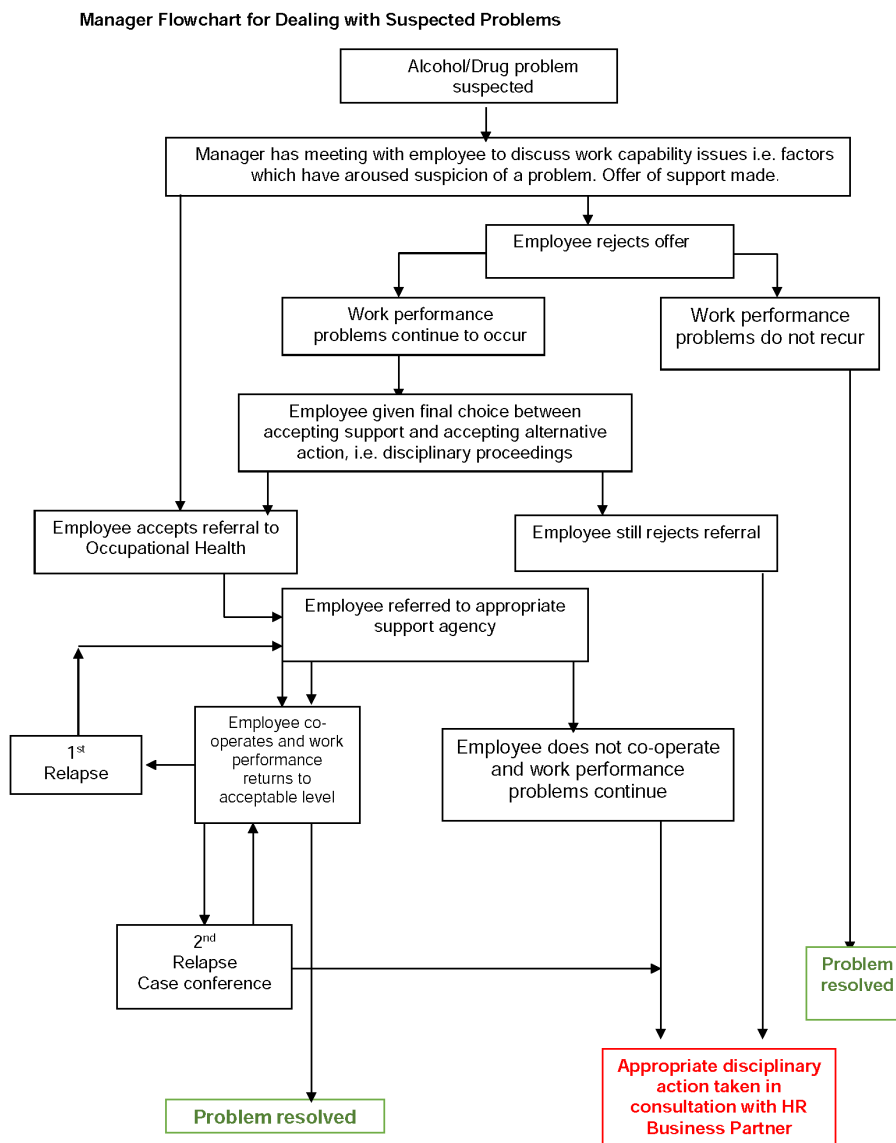 Manager Flowchart for Dealing with Suspected Problems
Alcohol/Drug problem
suspected
Manager has meeting with employee to discuss work capability issues i.e. factors
which have aroused suspicion of a problem. Offer of support made.
Employee rejects offer
Work performance
problems continue to occur
Work performance
problems do not recur
Employee given final choice between
accepting support and accepting alternative
action, i.e. disciplinary proceedings
Employee accepts referral to
Occupational Health
Employee still rejects referral
Employee referred to appropriate
support agency
1st
Relapse
Employee co-
operates and work
performance
returns to
acceptable level
Employee does not co-operate
and work performance
problems continue
2nd
Relapse
Case conference
Problem
resolved
Problem resolved
Appropriate disciplinary
action taken in
consultation with HR
Business Partner